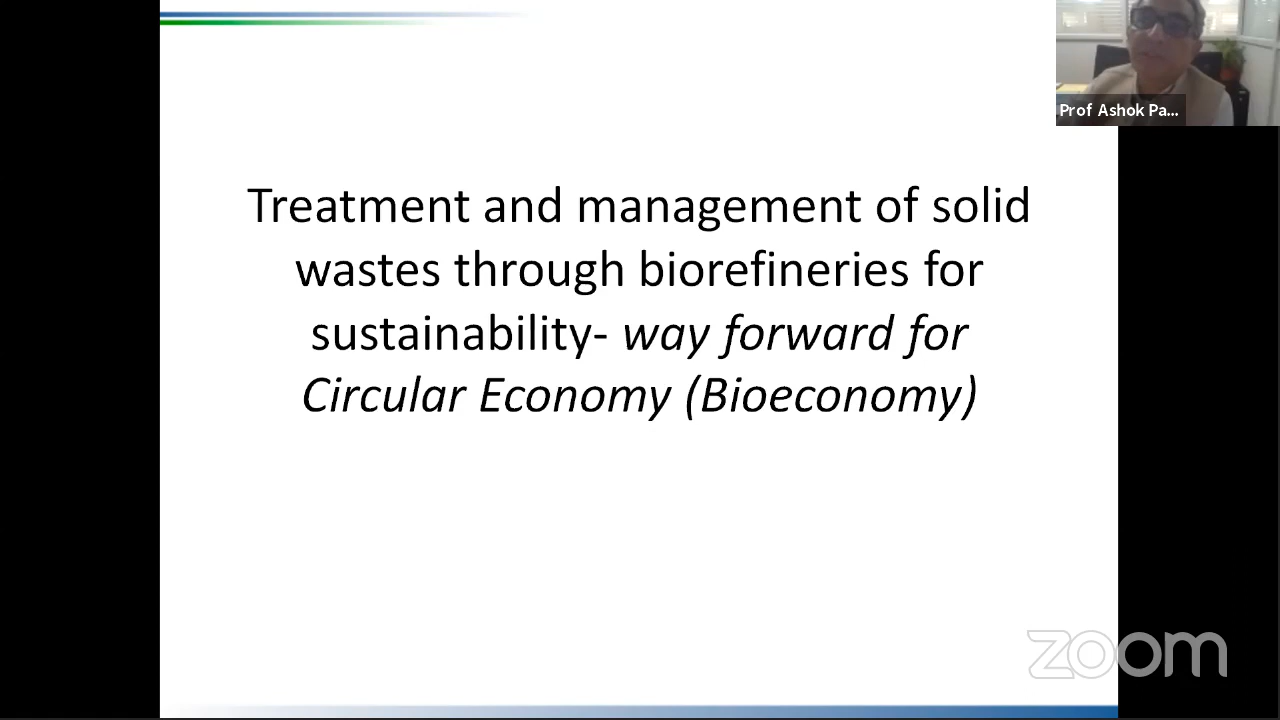 Prof Ashok Pa...
Treatment and management of solid
wastes through biorefineries for
sustainability- way forward for
Circular Economy (Bioeconomy)
zoom